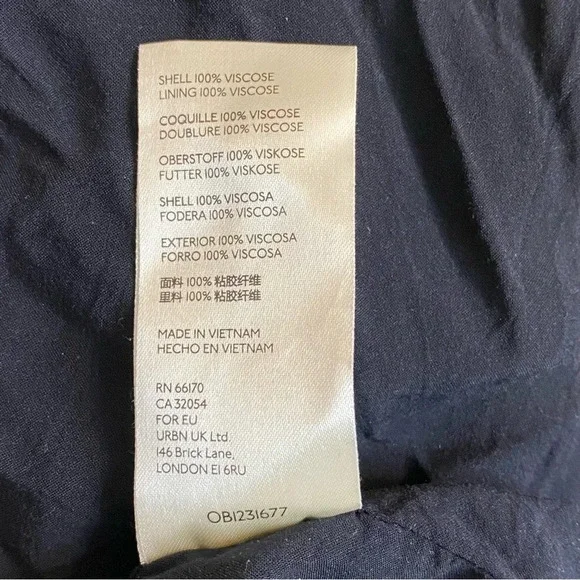 SHELL 100% VISCOSE
LINING 100% VISCOSE
COQUILLE 100% VISCOSE
DOUBLURE 100% VISCOSE
OBERSTOFF 100% VISKOSE
FUTTER 100% VISKOSE
SHELL 100% VISCOSA
FODERA 100% VISCOSA
EXTERIOR 100% VISCOSA
FORRO 100% VISCOSA
面料 100% 粘胶纤维
里料 100% 粘胶纤维
MADE IN VIETNAM
HECHO EN VIETNAM
RN 66170
CA 32054
FOR EU
URBN UK Ltd.
146 Brick Lane,
LONDON E1 6RU
OB1231677